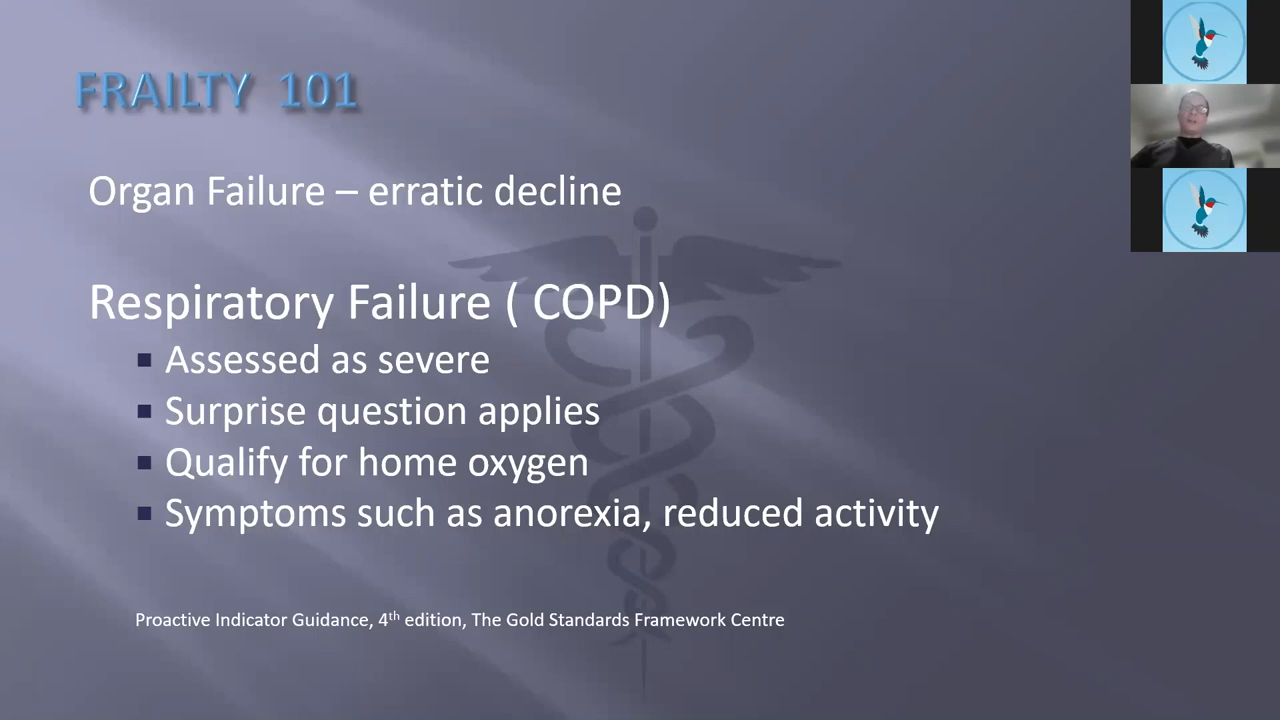 FRAILTY 101
Organ Failure – erratic decline
Respiratory Failure ( COPD)
Assessed as severe
Surprise question applies
Qualify for home oxygen
Symptoms such as anorexia, reduced activity
Proactive Indicator Guidance, 4th edition, The Gold Standards Framework Centre